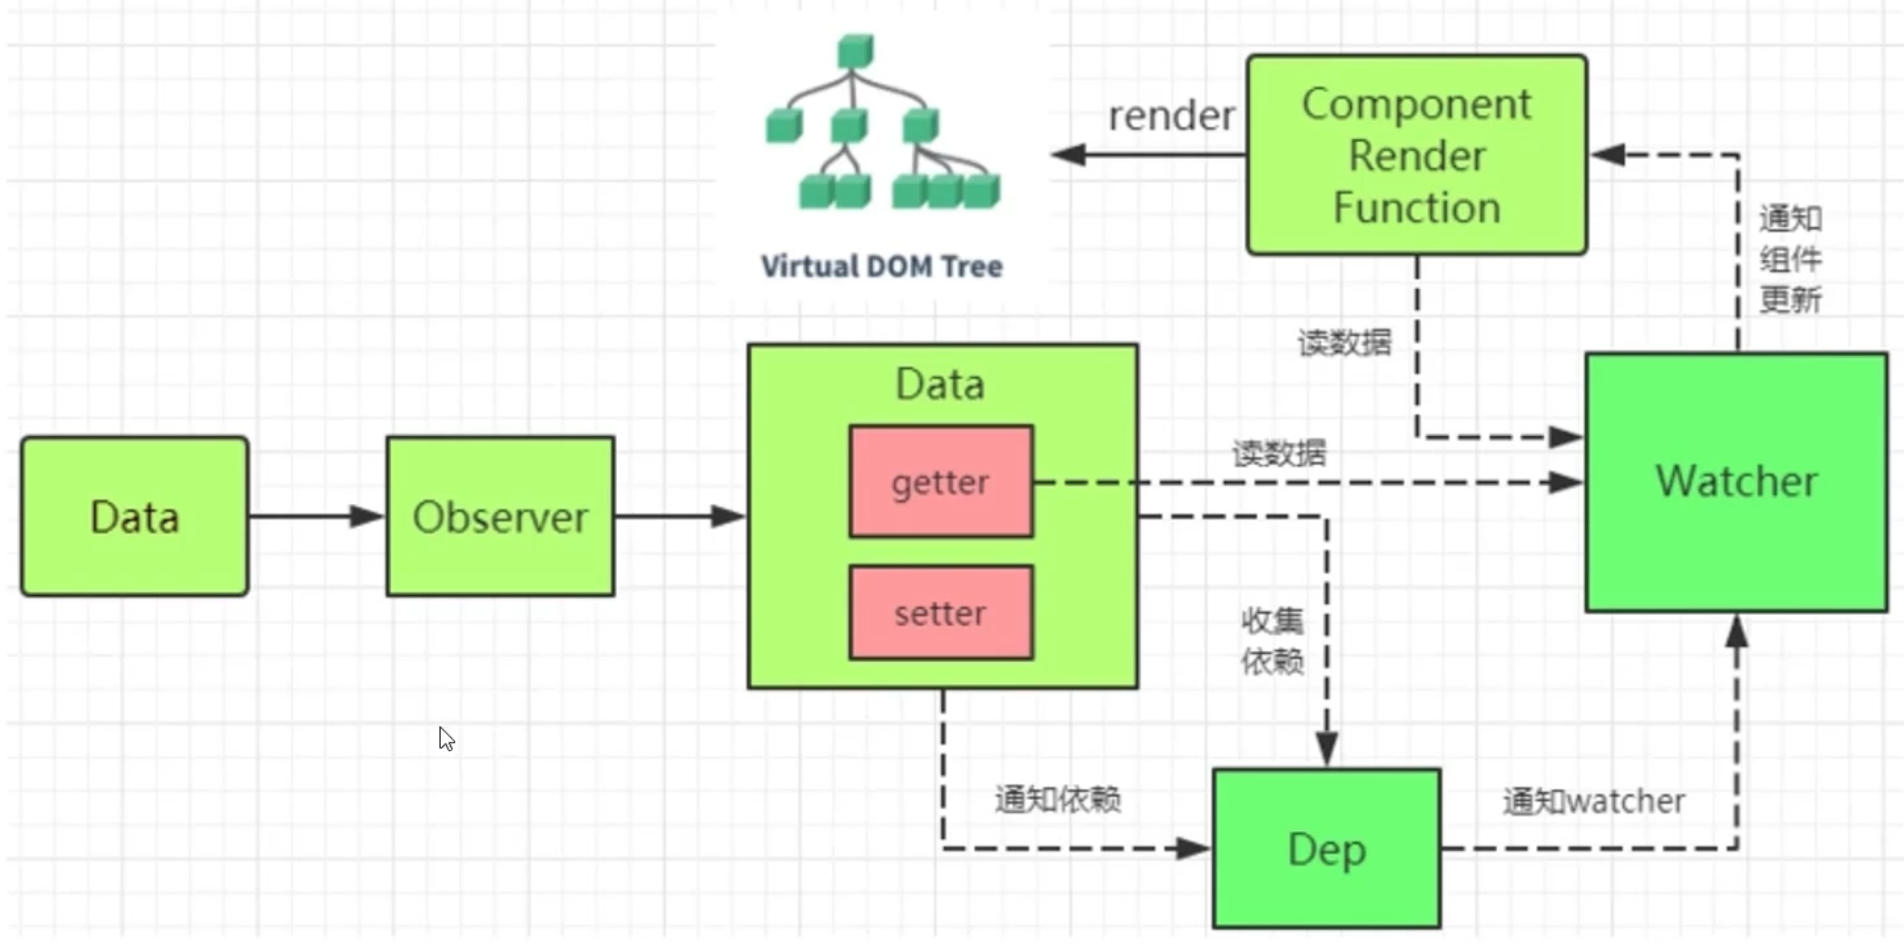 render
Component
Render
Function
Virtual DOM Tree
通知
组件
更新
读数据
Data
getter
setter
读数据
Data
Observer
Watcher
收集
依赖
通知依赖
通知watcher
Dep